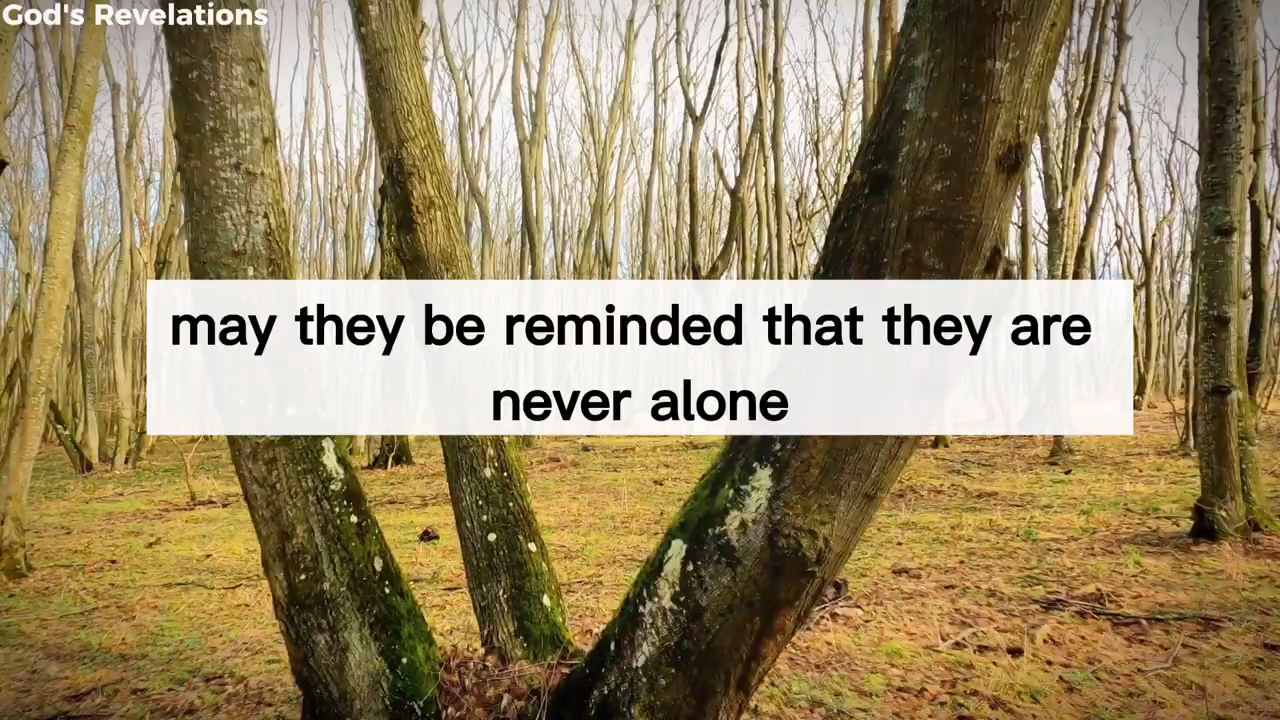 God's Revelations
may they be reminded that they are
never alone